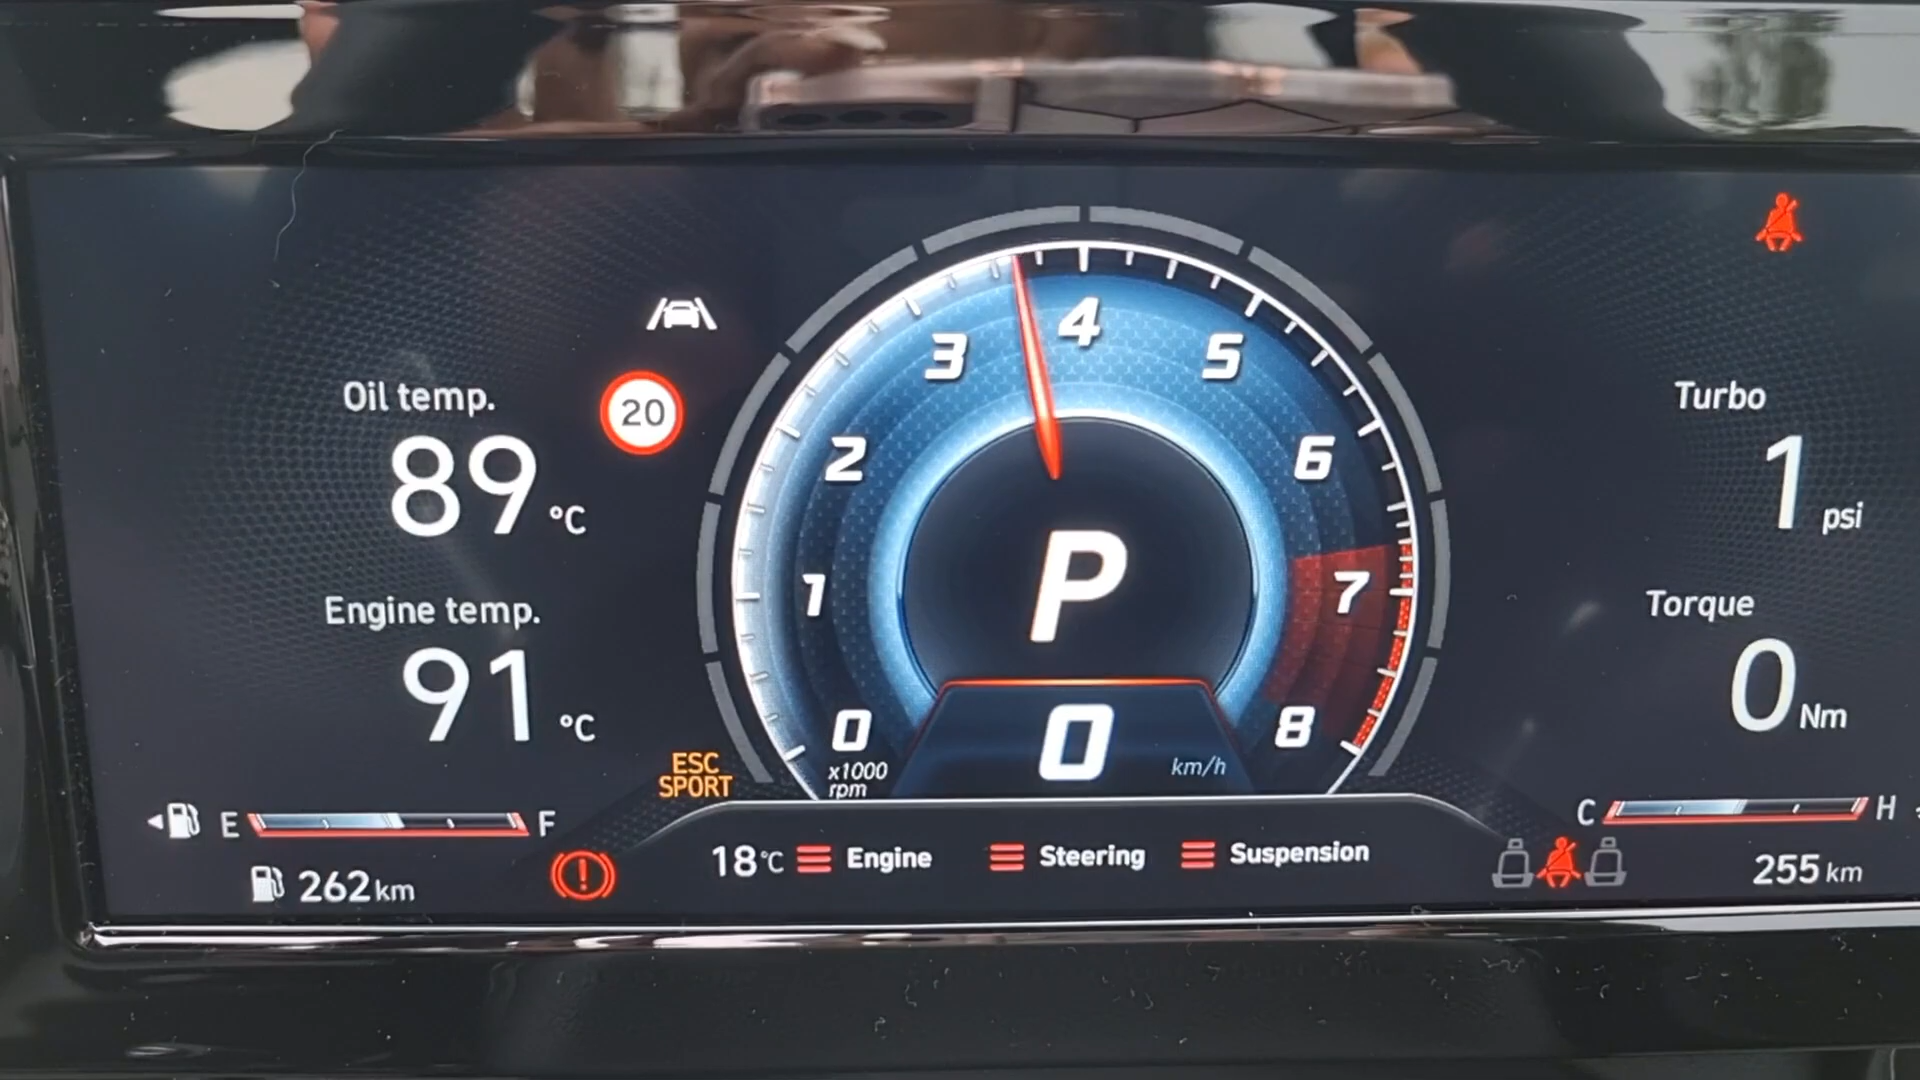 Oil temp.
89 °C
Engine temp.
91 °C
20
ESC
SPORT
E F
262 km
0 1 2 3 4 5 6 7 8
x1000
rpm
P
0 km/h
18°C Engine Steering Suspension
Turbo
1 psi
Torque
0 Nm
C H
255 km